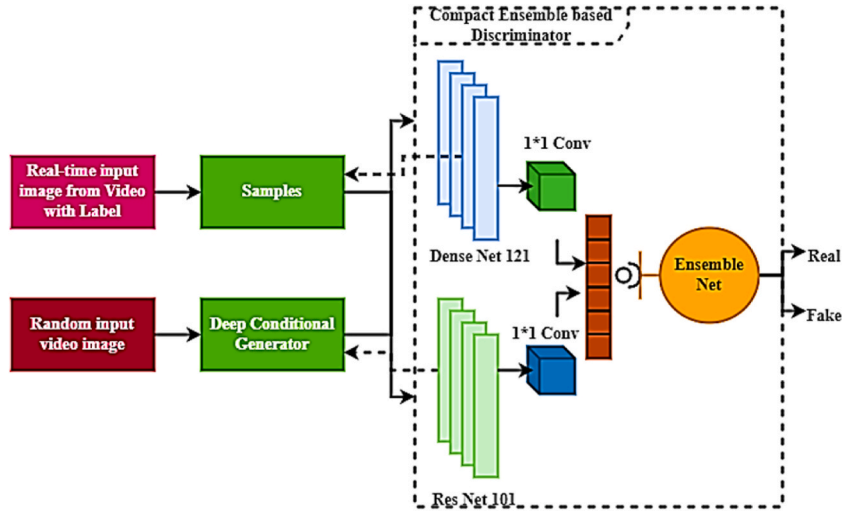 Compact Ensemble based
Discriminator
1*1 Conv
Real-time input
image from Video
with Label
Samples
Dense Net 121
Ensemble
Net
Real
Fake
Random input
video image
Deep Conditional
Generator
1*1 Conv
Res Net 101